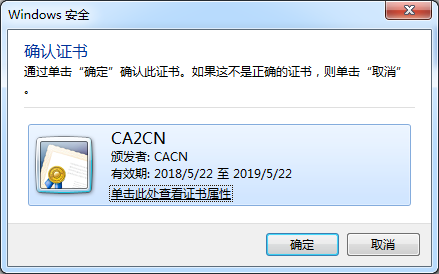 Windows 安全
确认证书
通过单击“确定”确认此证书。如果这不是正确的证书，则单击“取消”
。
CA2CN
颁发者: CACN
有效期: 2018/5/22 至 2019/5/22
单击此处查看证书属性
确定
取消